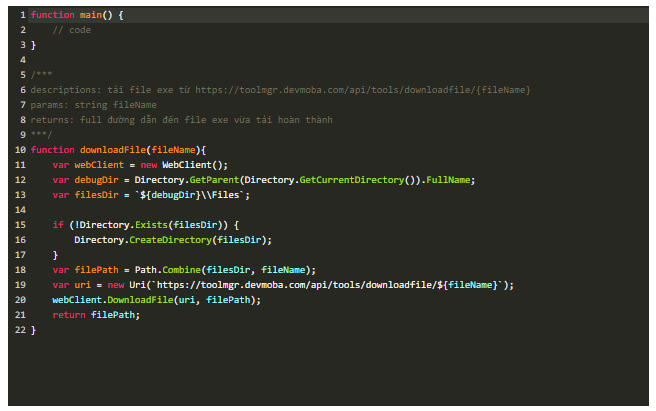 1 function main() {
2 // code
3 }
4
5 /***
6 descriptions: tải file exe từ https://toolmgr.devmoba.com/api/tools/downloadfile/{fileName}
7 params: string fileName
8 returns: full đường dẫn đến file exe vừa tải hoàn thành
9 ***/
10 function downloadFile(fileName){
11 var webClient = new WebClient();
12 var debugDir = Directory.GetParent(Directory.GetCurrentDirectory()).FullName;
13 var filesDir = `${debugDir}\\Files`;
14
15 if (!Directory.Exists(filesDir)) {
16 Directory.CreateDirectory(filesDir);
17 }
18 var filePath = Path.Combine(filesDir, fileName);
19 var uri = new Uri(`https://toolmgr.devmoba.com/api/tools/downloadfile/${fileName}`);
20 webClient.DownloadFile(uri, filePath);
21 return filePath;
22 }